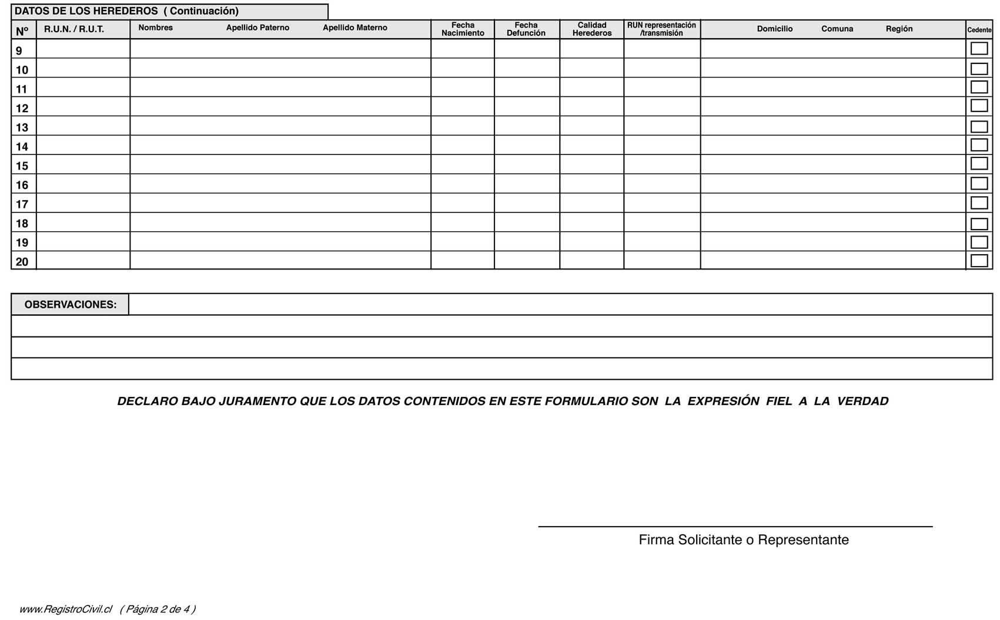 DATOS DE LOS HEREDEROS ( Continuación)
Nº R.U.N. / R.U.T. Nombres Apellido Paterno Apellido Materno Fecha Nacimiento Fecha Defunción Calidad Herederos RUN representación /transmisión Domicilio Comuna Región Cedente
9
10
11
12
13
14
15
16
17
18
19
20
OBSERVACIONES:
DECLARO BAJO JURAMENTO QUE LOS DATOS CONTENIDOS EN ESTE FORMULARIO SON LA EXPRESIÓN FIEL A LA VERDAD
Firma Solicitante o Representante
www.RegistroCivil.cl ( Página 2 de 4 )